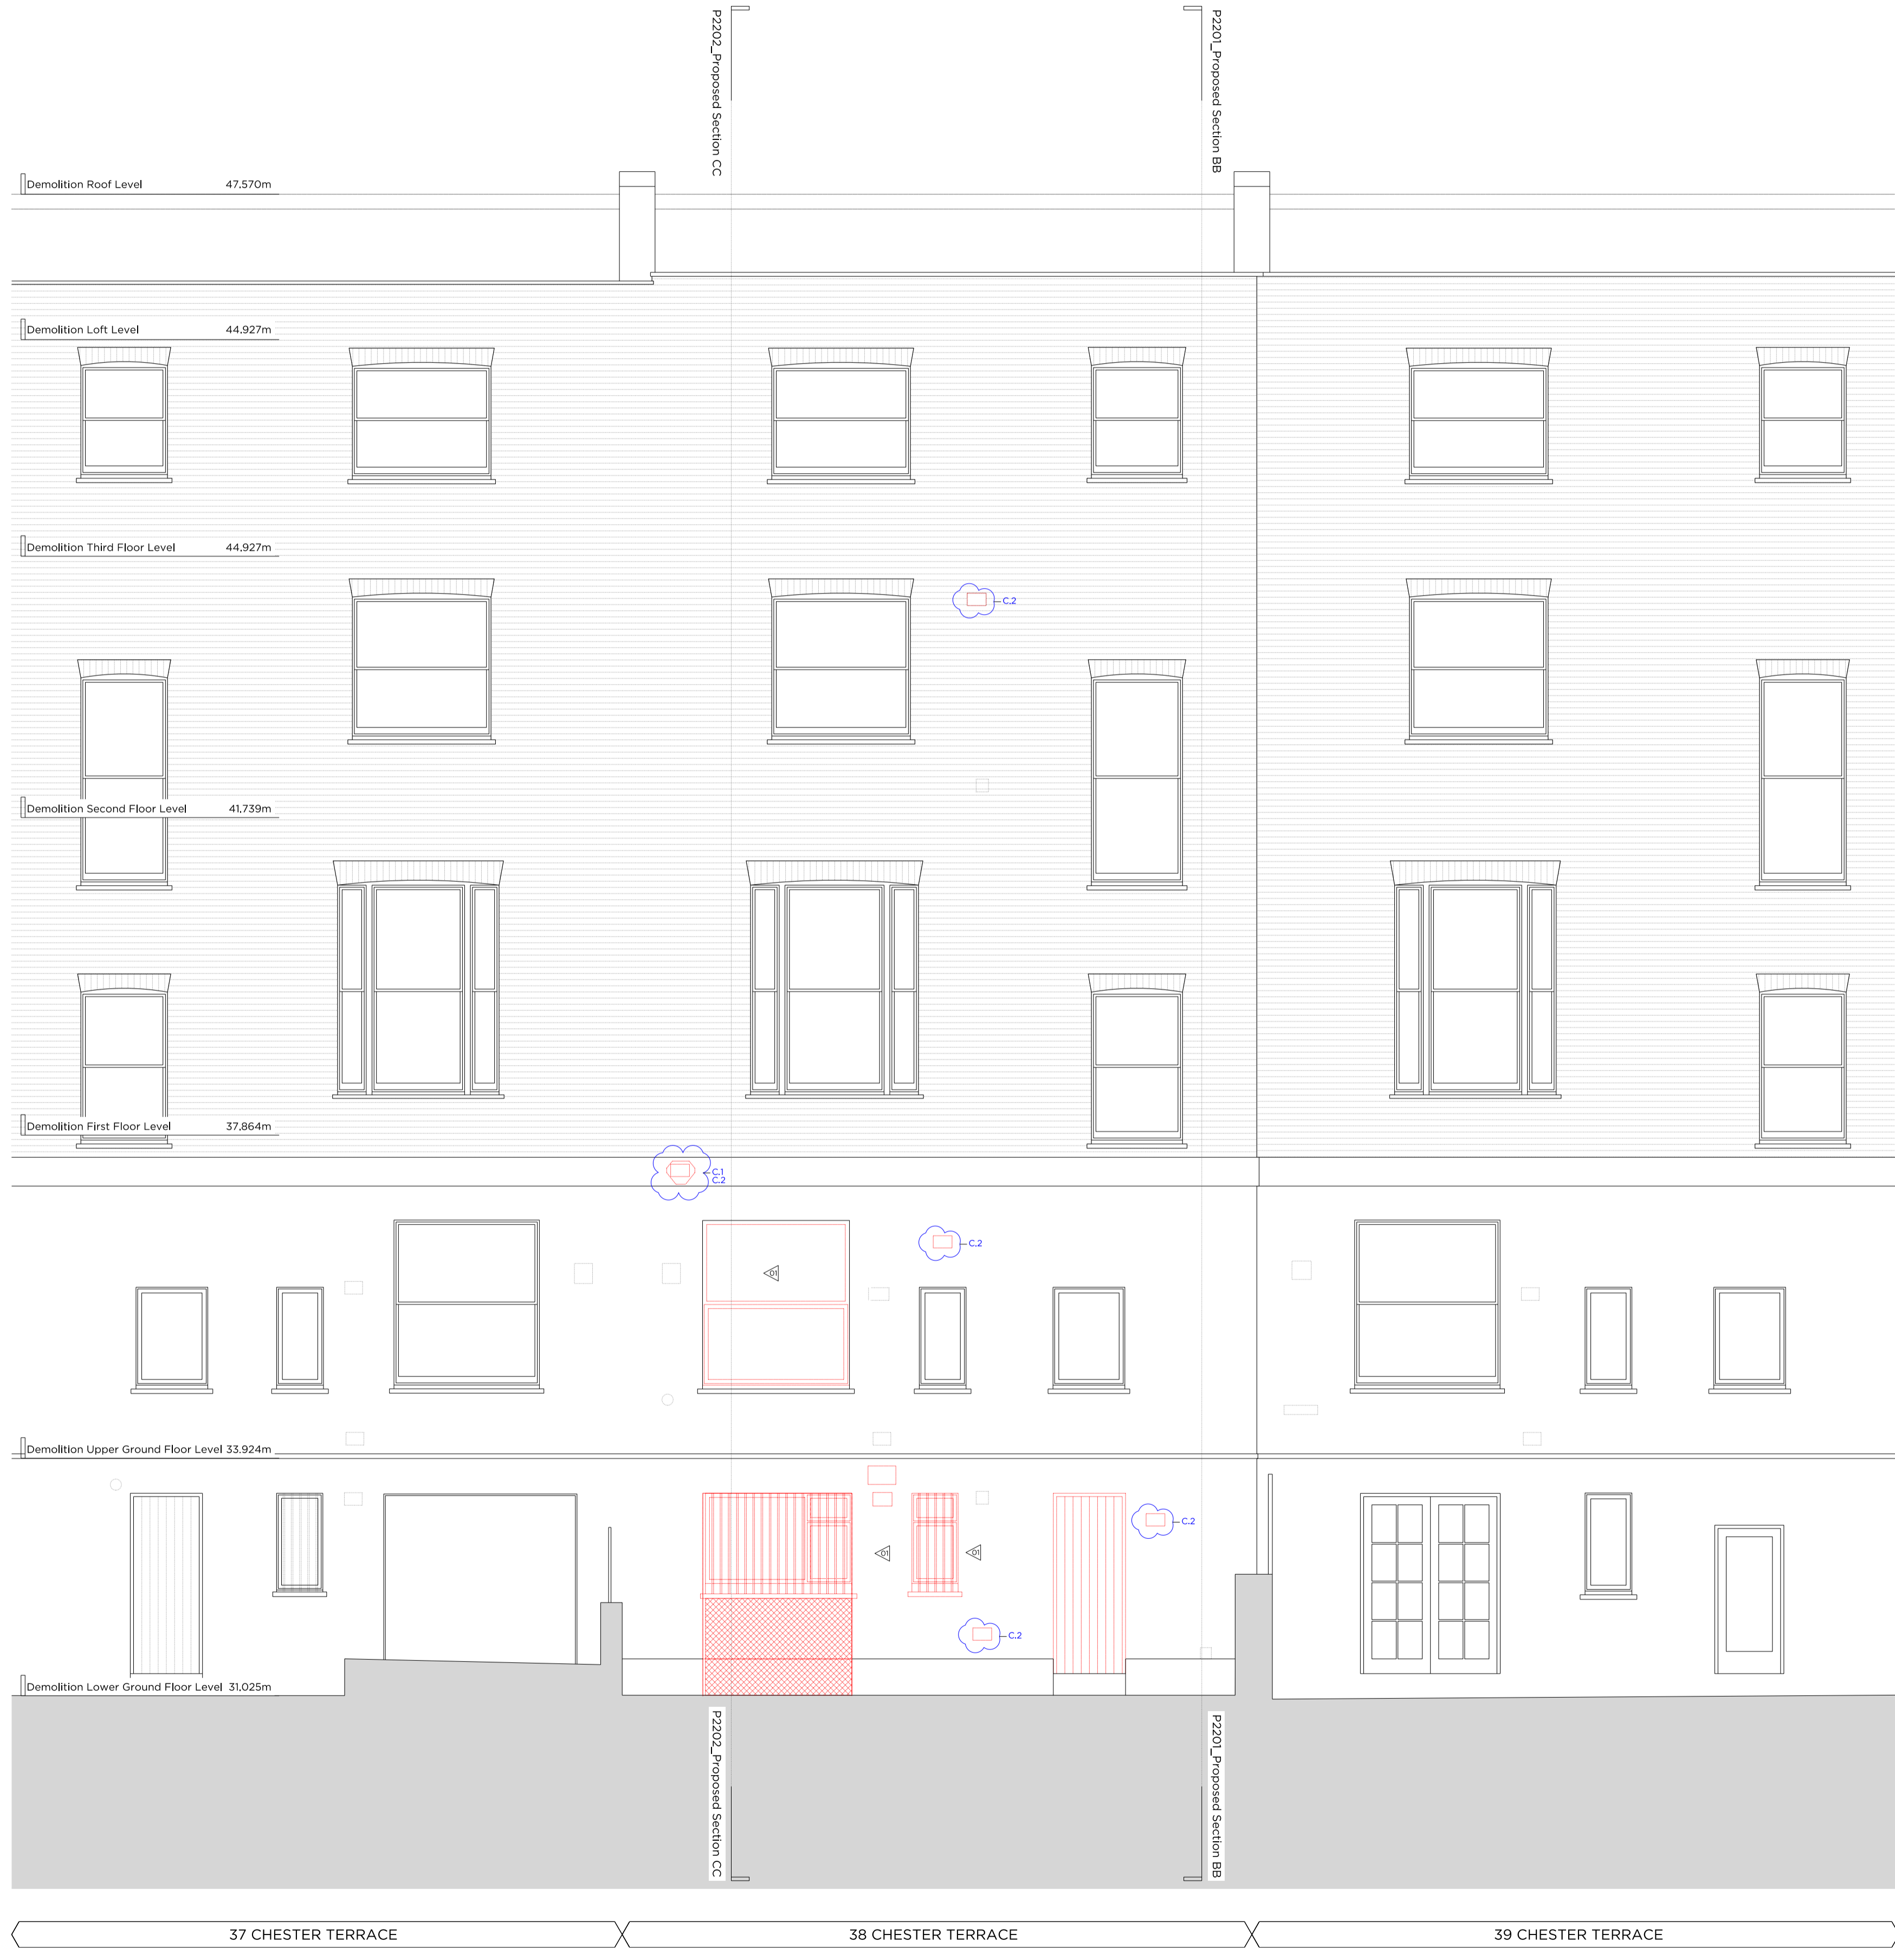 P2202_Proposed Section CC
P2201_Proposed Section BB
Demolition Roof Level 47,570m
Demolition Loft Level 44,927m
Demolition Third Floor Level 44,927m
C.2
Demolition Second Floor Level 41,739m
Demolition First Floor Level 37,864m
C.1
C.2
C.2
01
Demolition Upper Ground Floor Level 33.924m
C.2
01
01
C.2
Demolition Lower Ground Floor Level 31,025m
P2202_Proposed Section CC
P2201_Proposed Section BB
37 CHESTER TERRACE
38 CHESTER TERRACE
39 CHESTER TERRACE